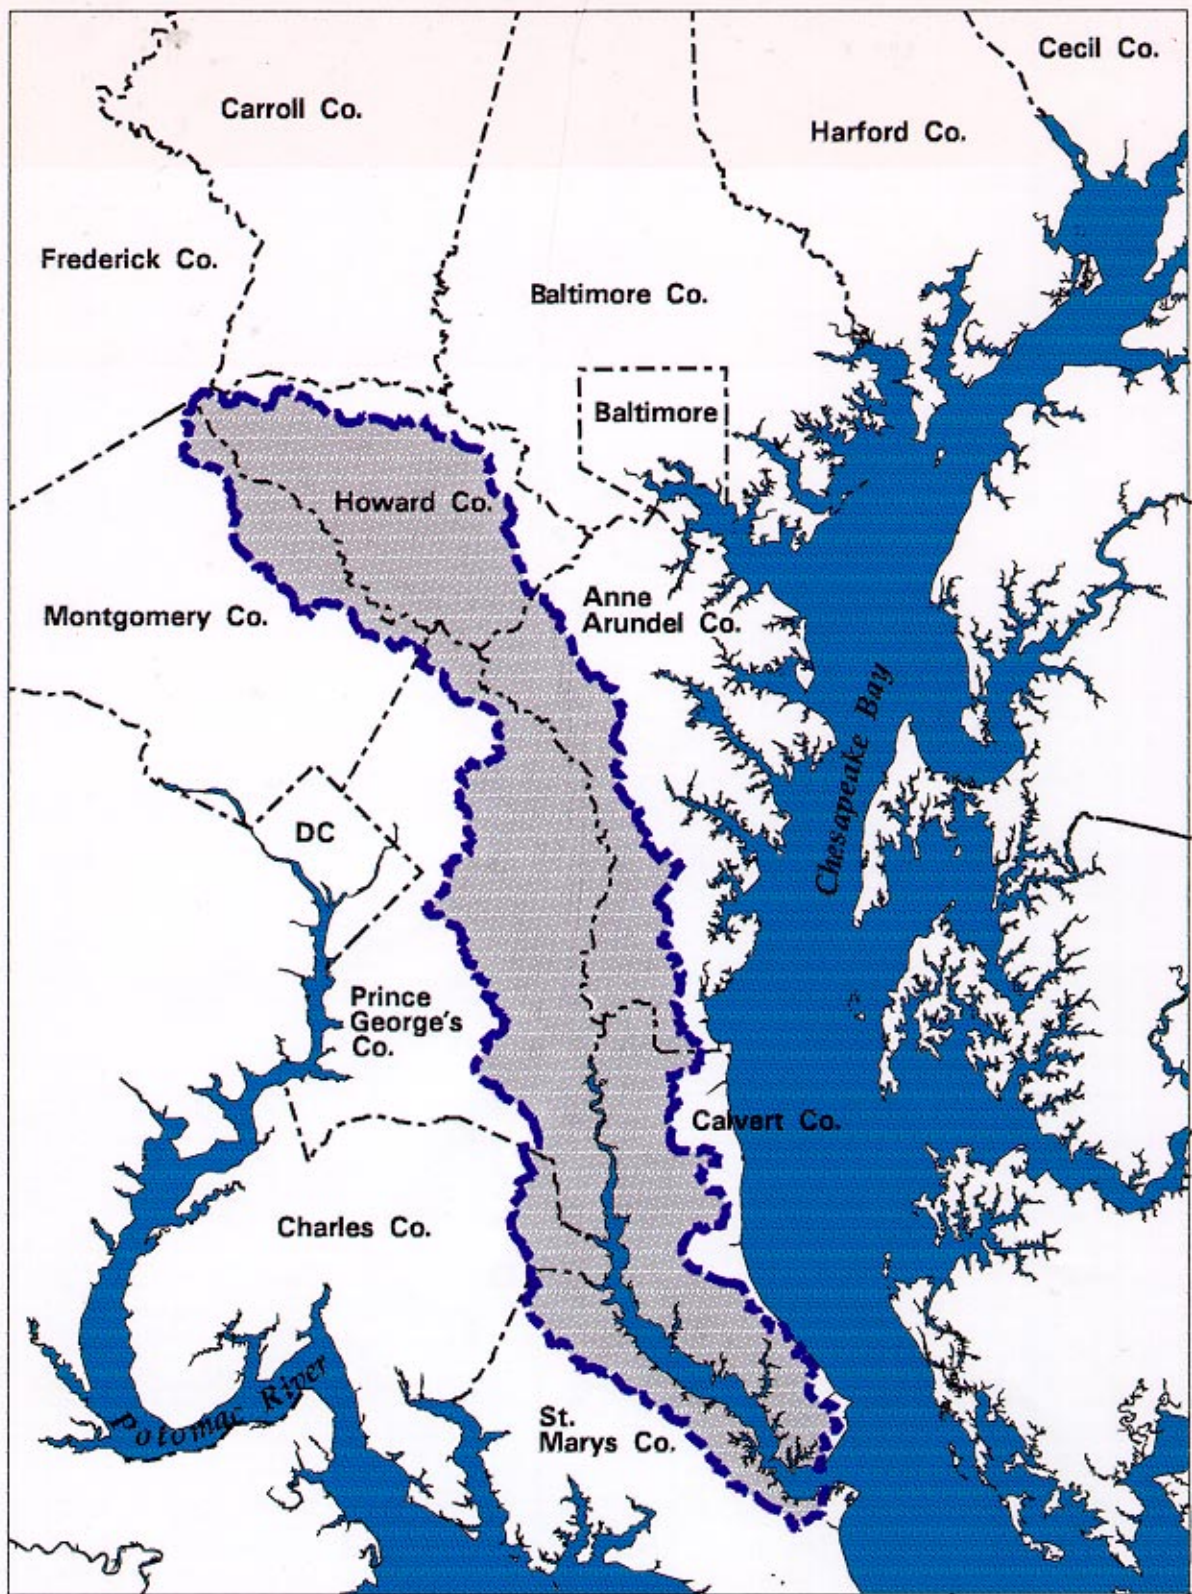 Cecil Co.
Carroll Co.
Harford Co.
Frederick Co.
Baltimore Co.
Baltimore
Howard Co.
Anne
Arundel Co.
Montgomery Co.
Chesapeake Bay
DC
Prince
George's
Co.
Calvert Co.
Charles Co.
Potomac River
St.
Marys Co.